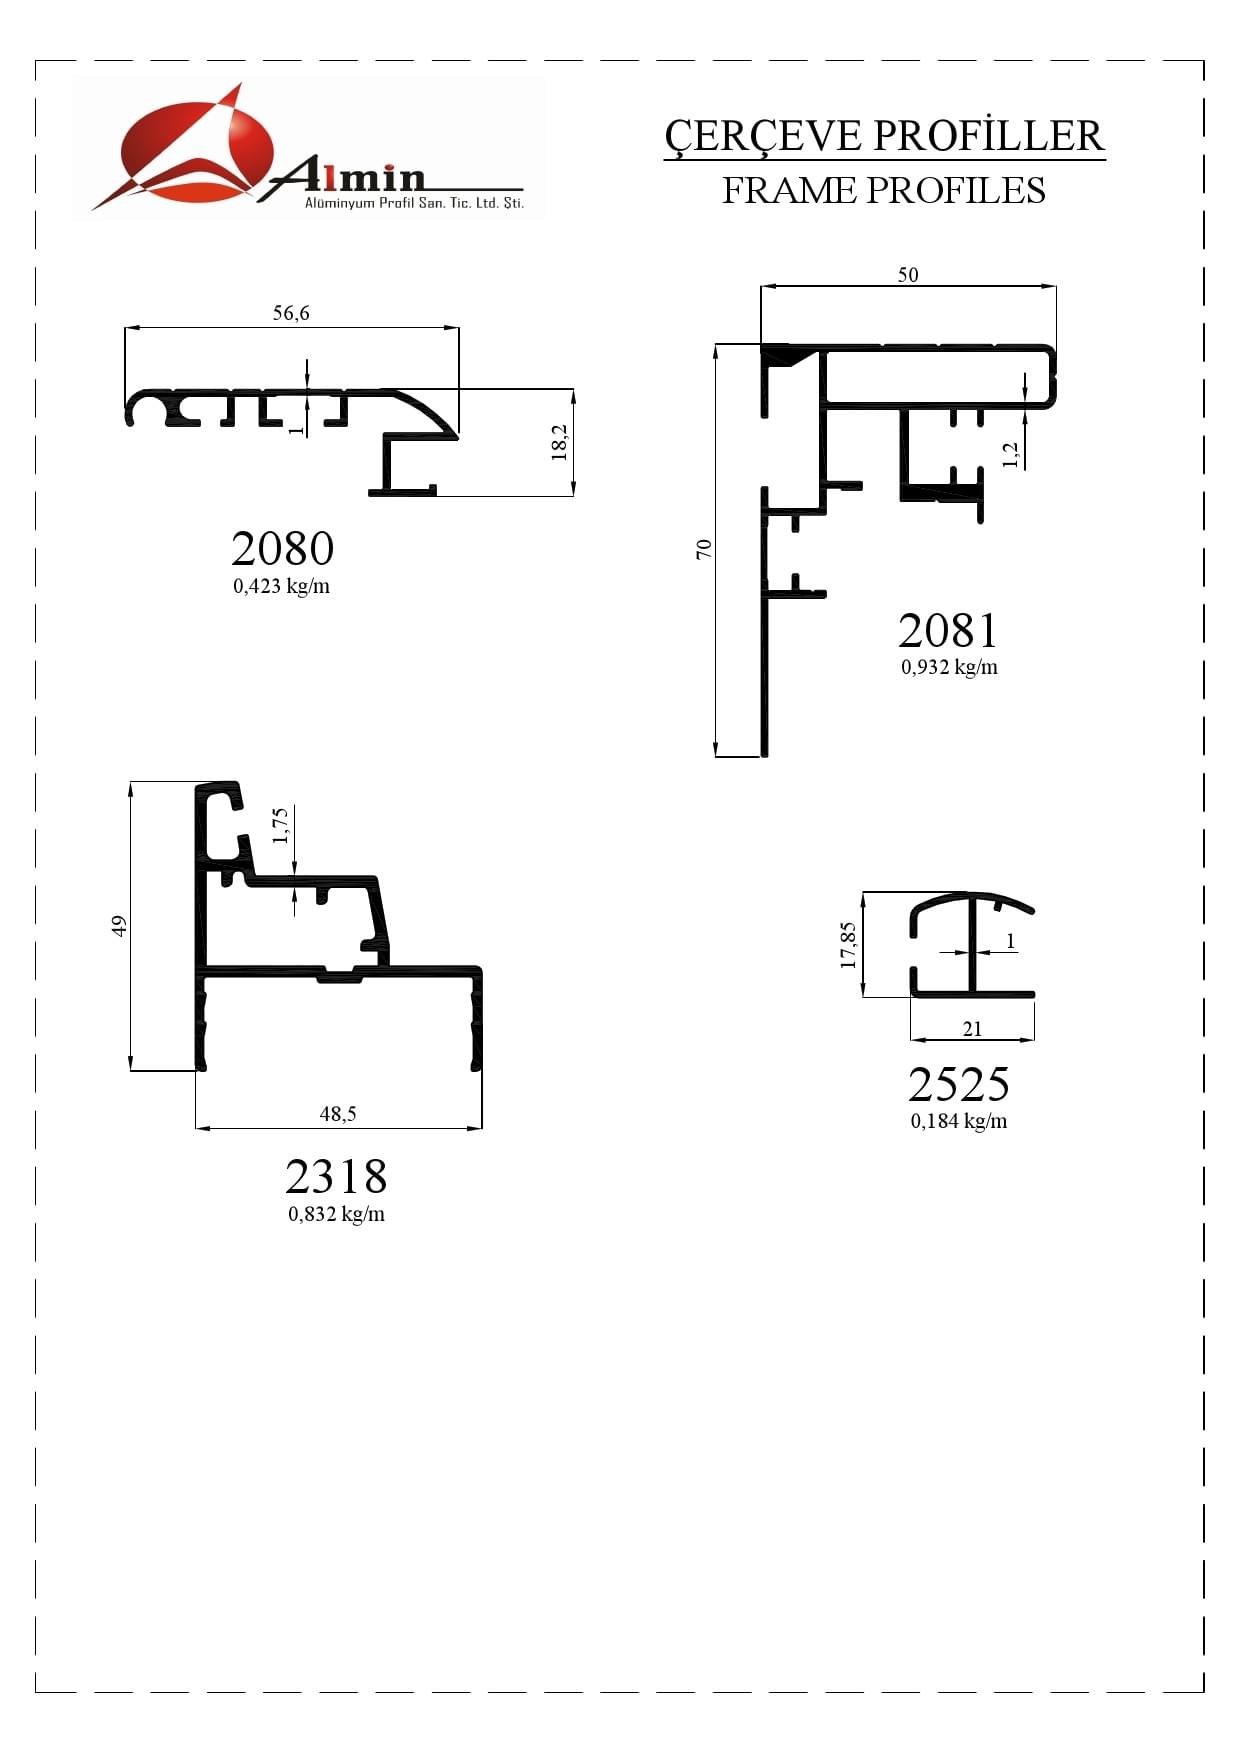 Almin
Alüminyum Profil San. Tic. Ltd. Şti.
ÇERÇEVE PROFİLLER
FRAME PROFILES
56,6
1
18,2
2080
0,423 kg/m
50
70
1,2
2081
0,932 kg/m
49
1,75
48,5
2318
0,832 kg/m
17,85
1
21
2525
0,184 kg/m